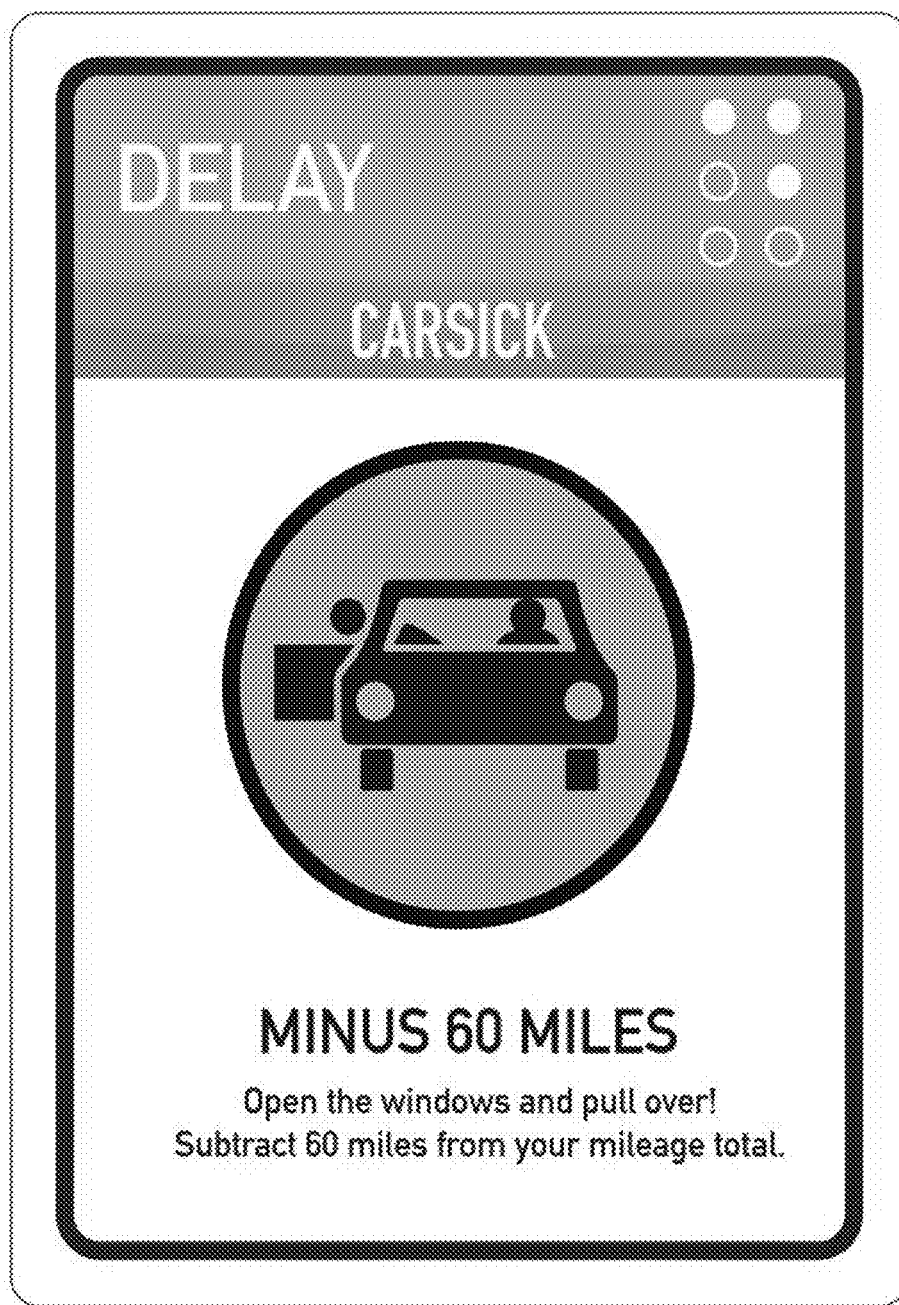 DELAY
CARSICK
MINUS 60 MILES
Open the windows and pull over!
Subtract 60 miles from your mileage total.